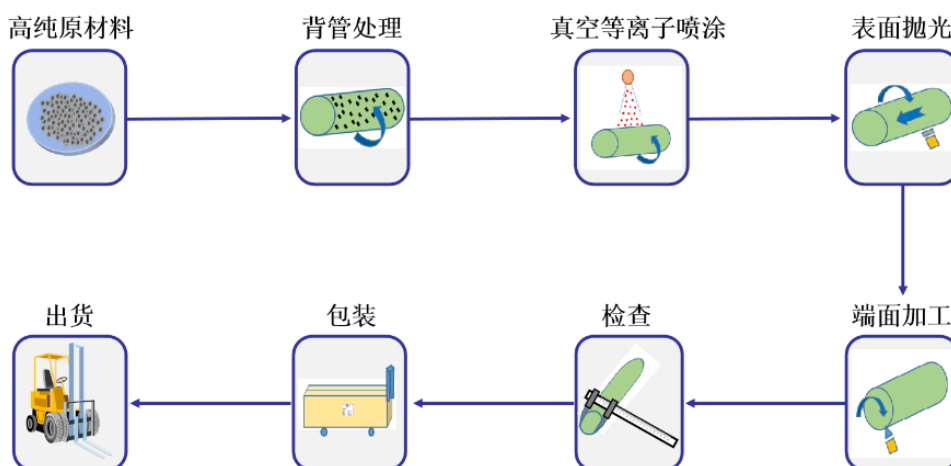 高纯原材料
背管处理
真空等离子喷涂
表面抛光
出货
包装
检查
端面加工